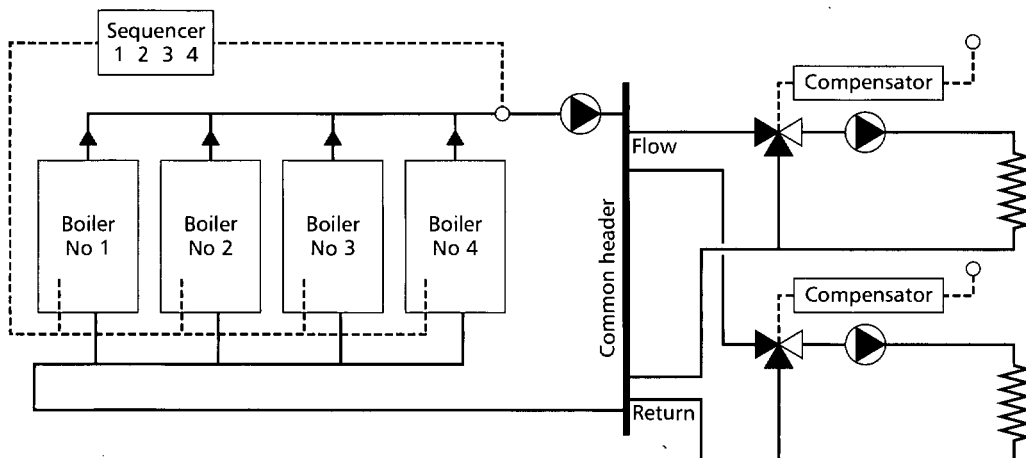 Sequencer
1 2 3 4
Compensator
Flow
Boiler
No 1
Boiler
No 2
Boiler
No 3
Boiler
No 4
Common header
Compensator
Return